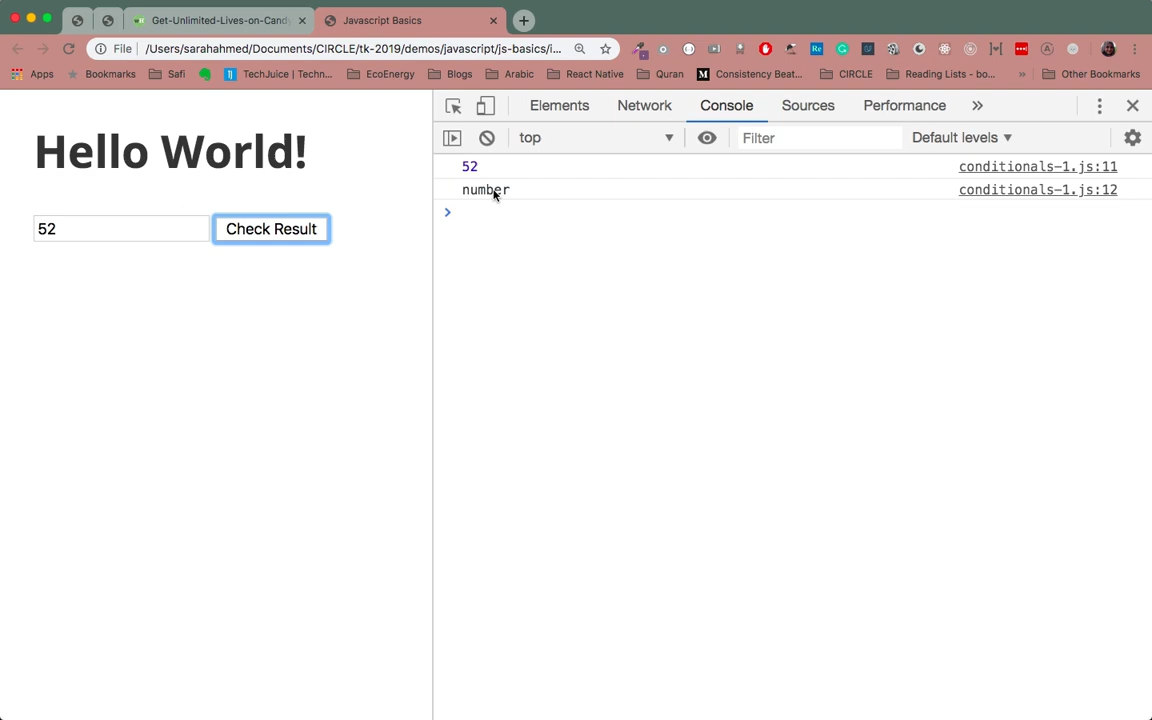 Get-Unlimited-Lives-on-Candy
Javascript Basics
File
/Users/sarahahmed/Documents/CIRCLE/tk-2019/demos/javascript/js-basics/i...
Apps
Bookmarks
Safi
TechJuice | Techn...
EcoEnergy
Blogs
Arabic
React Native
Quran
Consistency Beat...
CIRCLE
Reading Lists - bo...
»
Other Bookmarks
Elements
Network
Console
Sources
Performance
»
top
Filter
Default levels
52 conditionals-1.js:11
number conditionals-1.js:12
Hello World!
52
Check Result